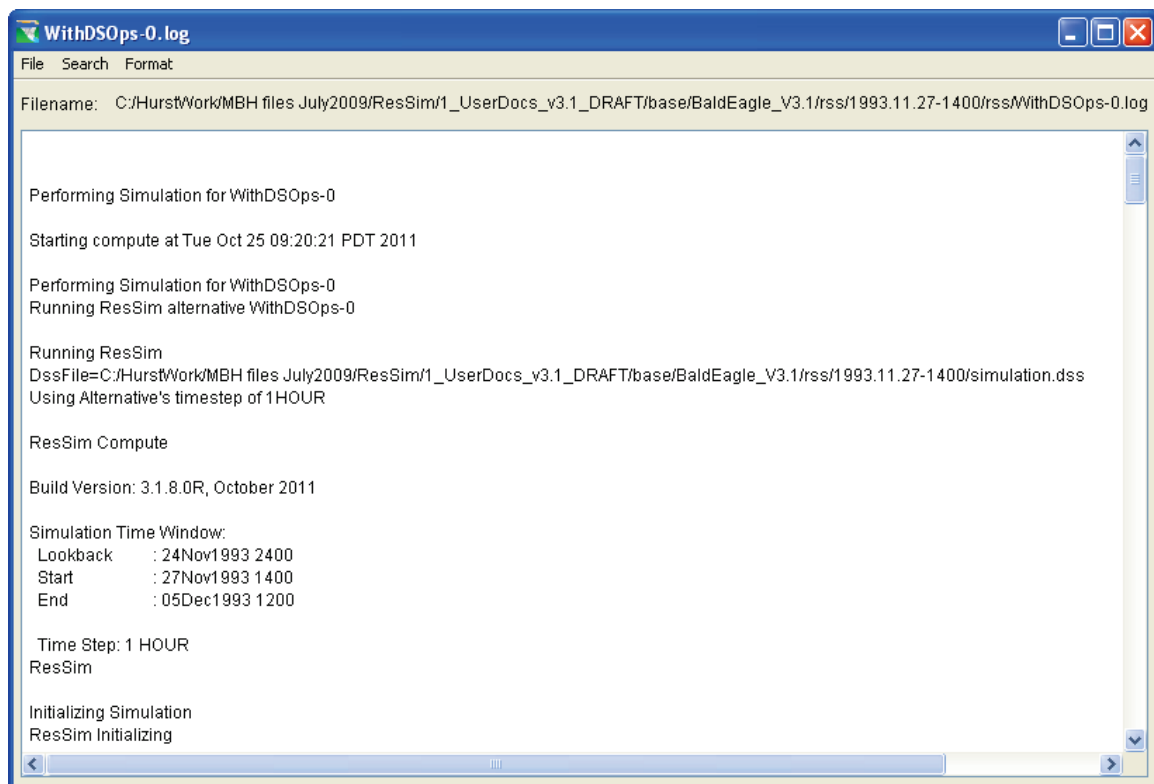 WithDSOps-0.log
File Search Format
Filename: C:/HurstWork/MBH files July2009/ResSim/1_UserDocs_v3.1_DRAFT/base/BaldEagle_V3.1/rss/1993.11.27-1400/rss/WithDSOps-0.log
Performing Simulation for WithDSOps-0
Starting compute at Tue Oct 25 09:20:21 PDT 2011
Performing Simulation for WithDSOps-0
Running ResSim alternative WithDSOps-0
Running ResSim
DssFile=C:/HurstWork/MBH files July2009/ResSim/1_UserDocs_v3.1_DRAFT/base/BaldEagle_V3.1/rss/1993.11.27-1400/simulation.dss
Using Alternative's timestep of 1HOUR
ResSim Compute
Build Version: 3.1.8.0R, October 2011
Simulation Time Window:
Lookback : 24Nov1993 2400
Start : 27Nov1993 1400
End : 05Dec1993 1200
Time Step: 1 HOUR
ResSim
Initializing Simulation
ResSim Initializing